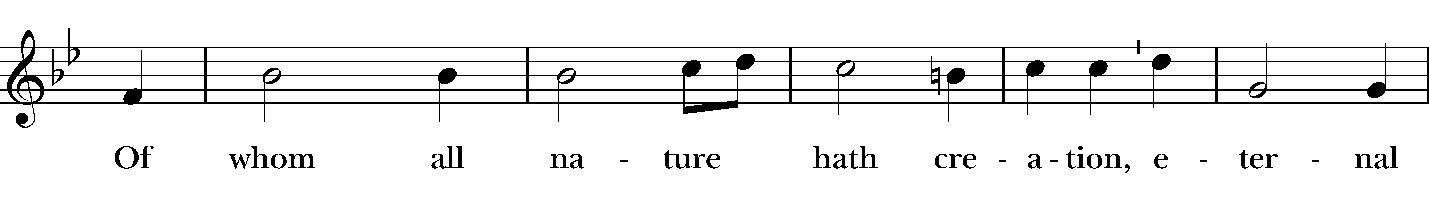 Of whom all na - ture hath cre - a - tion, e - ter - nal